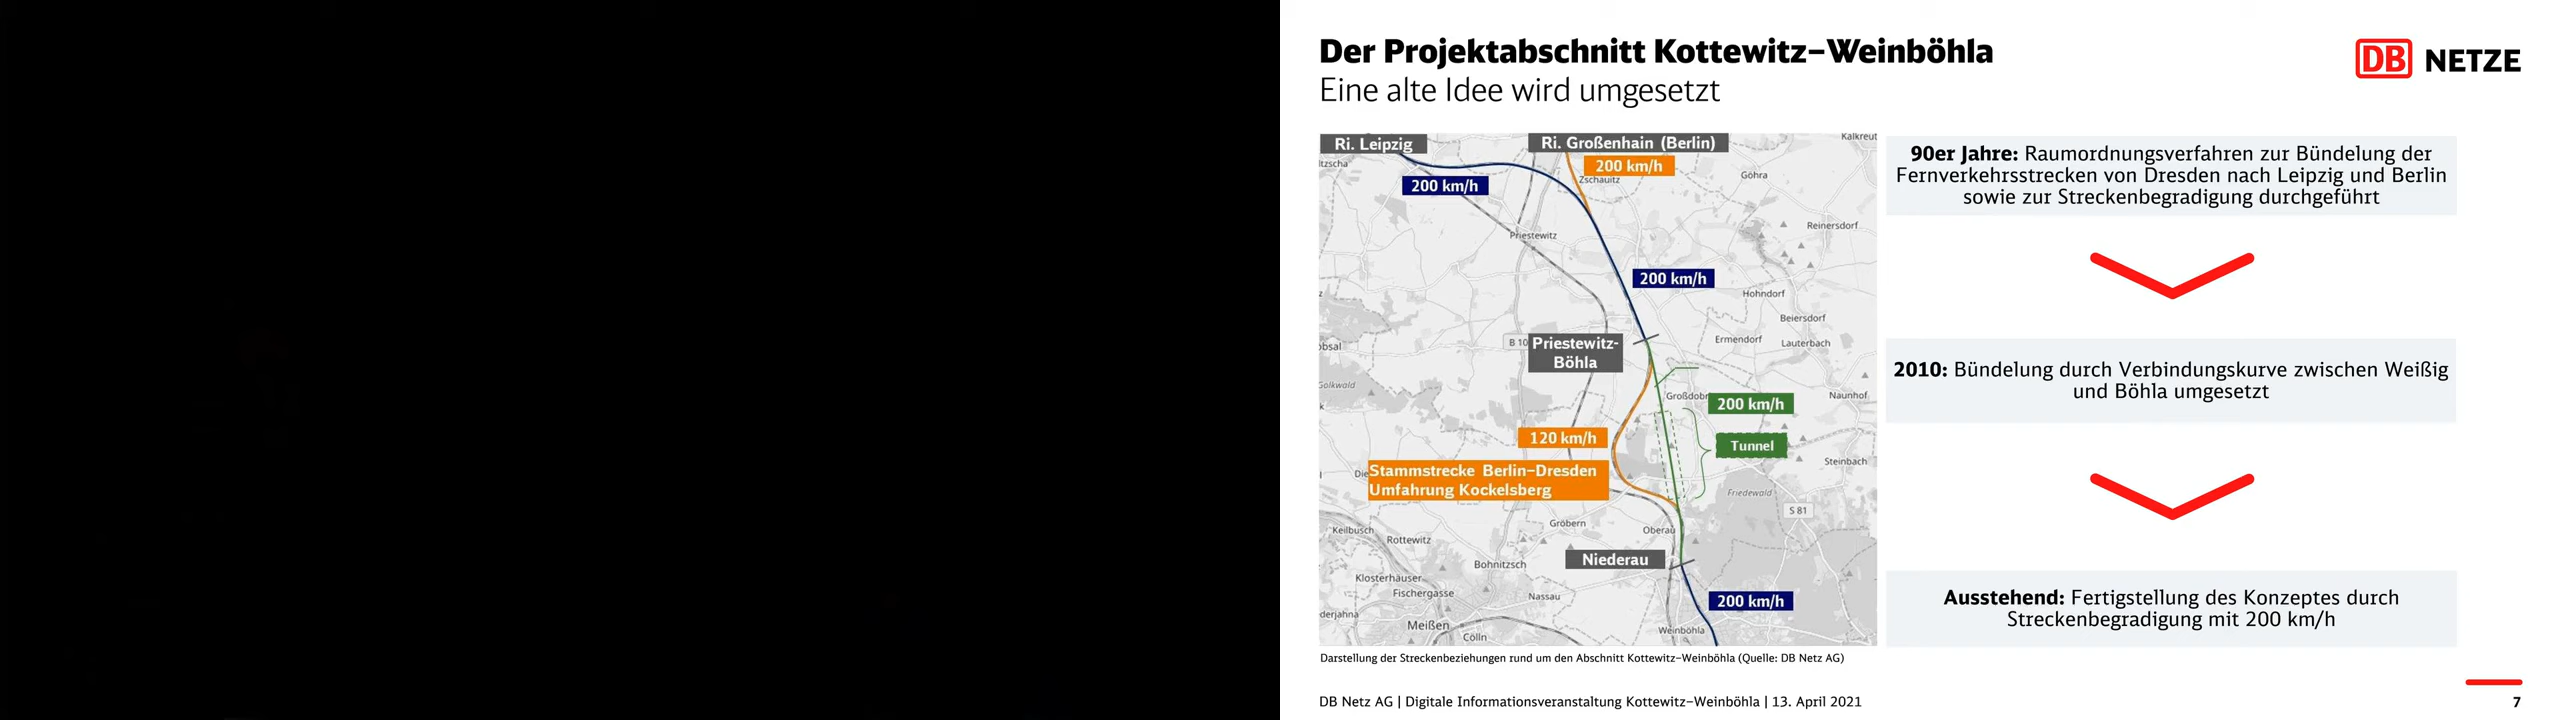 Der Projektabschnitt Kottewitz–Weinböhla
Eine alte Idee wird umgesetzt
DB NETZE
Ri. Leipzig
Ri. Großenhain (Berlin)
Kalkreut
200 km/h
Zschauitz
Göhra
200 km/h
Priestewitz
Reinersdorf
200 km/h
Hohndorf
Beiersdorf
B 10
Priestewitz-
Böhla
Ermendorf
Lauterbach
Golkwald
Großdobr
200 km/h
Naunhof
120 km/h
Tunnel
Stammstrecke Berlin–Dresden
Umfahrung Kockelsberg
Steinbach
Friedewald
S 81
Gröbern
Oberau
Keilbusch
Rottewitz
Niederau
Bohnitzsch
Klosterhäuser
Fischergasse
Nassau
200 km/h
derjahna
Meißen
Cölln
Weinböhla
Darstellung der Streckenbeziehungen rund um den Abschnitt Kottewitz–Weinböhla (Quelle: DB Netz AG)
90er Jahre: Raumordnungsverfahren zur Bündelung der
Fernverkehrsstrecken von Dresden nach Leipzig und Berlin
sowie zur Streckenbegradigung durchgeführt
2010: Bündelung durch Verbindungskurve zwischen Weißig
und Böhla umgesetzt
Ausstehend: Fertigstellung des Konzeptes durch
Streckenbegradigung mit 200 km/h
DB Netz AG | Digitale Informationsveranstaltung Kottewitz–Weinböhla | 13. April 2021
7